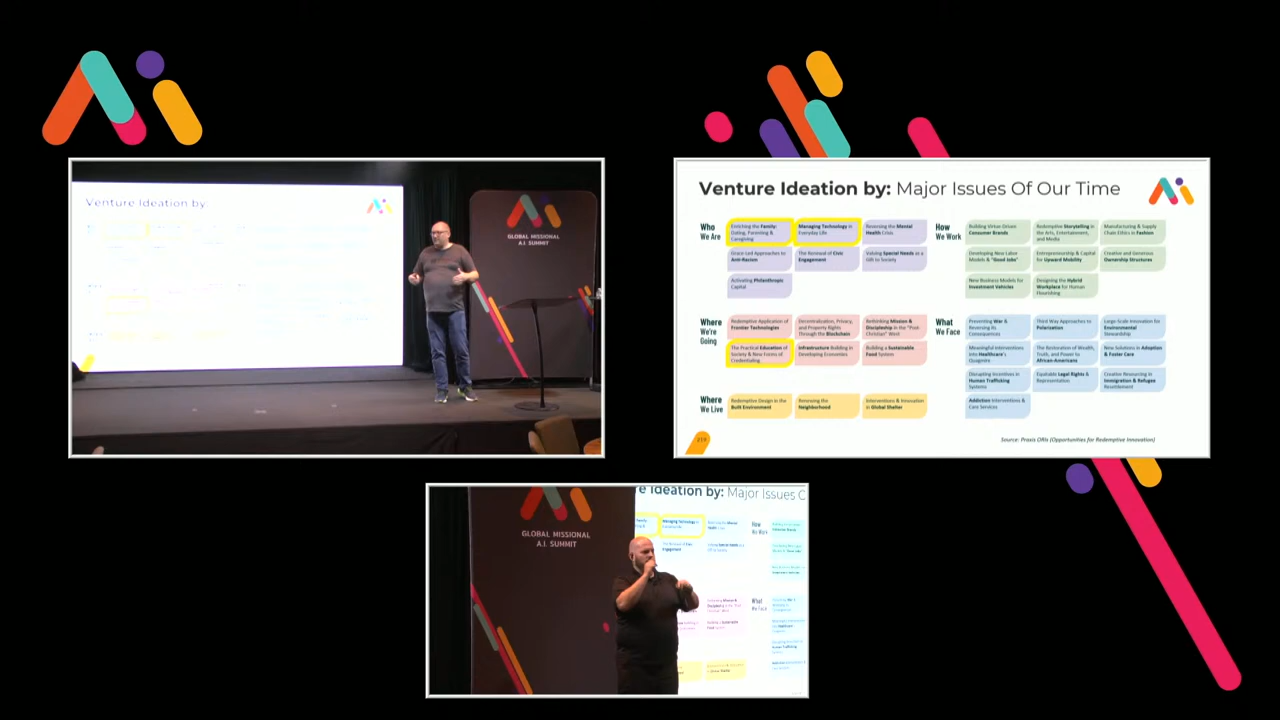 Venture Ideation by:
GLOBAL MISSIONAL
A.I. SUMMIT
Venture Ideation by: Major Issues Of Our Time
Who
We Are
Enriching the Family:
Dating, Parenting &
Caregiving
Managing Technology in
Everyday Life
Reversing the Mental
Health Crisis
Grace-Led Approaches to
Anti-Racism
The Renewal of Civic
Engagement
Valuing Special Needs as a
Gift to Society
Activating Philanthropic
Capital
How
We Work
Building Virtue-Driven
Consumer Brands
Redemptive Storytelling in
the Arts, Entertainment,
and Media
Manufacturing & Supply
Chain Ethics in Fashion
Developing New Labor
Models & "Good Jobs"
Entrepreneurship & Capital
for Upward Mobility
Creative and Generous
Ownership Structures
New Business Models for
Investment Vehicles
Designing the Hybrid
Workplace for Human
Flourishing
Where
We're
Going
Redemptive Application of
Frontier Technologies
Decentralization, Privacy,
and Property Rights
Through the Blockchain
Rethinking Mission &
Discipleship in the "Post-
Christian" West
The Practical Education of
Society & New Forms of
Credentialing
Infrastructure Building in
Developing Economies
Building a Sustainable
Food System
What
We Face
Preventing War &
Reversing Its
Consequences
Third Way Approaches to
Polarization
Large-Scale Innovation for
Environmental
Stewardship
Meaningful Interventions
into Healthcare's
Quagmire
The Restoration of Wealth,
Truth, and Power to
African-Americans
New Solutions in Adoption
& Foster Care
Disrupting Incentives in
Human Trafficking
Systems
Equitable Legal Rights &
Representation
Creative Resourcing in
Immigration & Refugee
Resettlement
Addiction Interventions &
Care Services
Where
We Live
Redemptive Design in the
Built Environment
Renewing the
Neighborhood
Interventions & Innovation
in Global Shelter
219
Source: Praxis ORIs (Opportunities for Redemptive Innovation)
GLOBAL MISSIONAL
A.I. SUMMIT
re Ideation by: Major Issues O
Managing Technology in
How
We Work
What
We Face